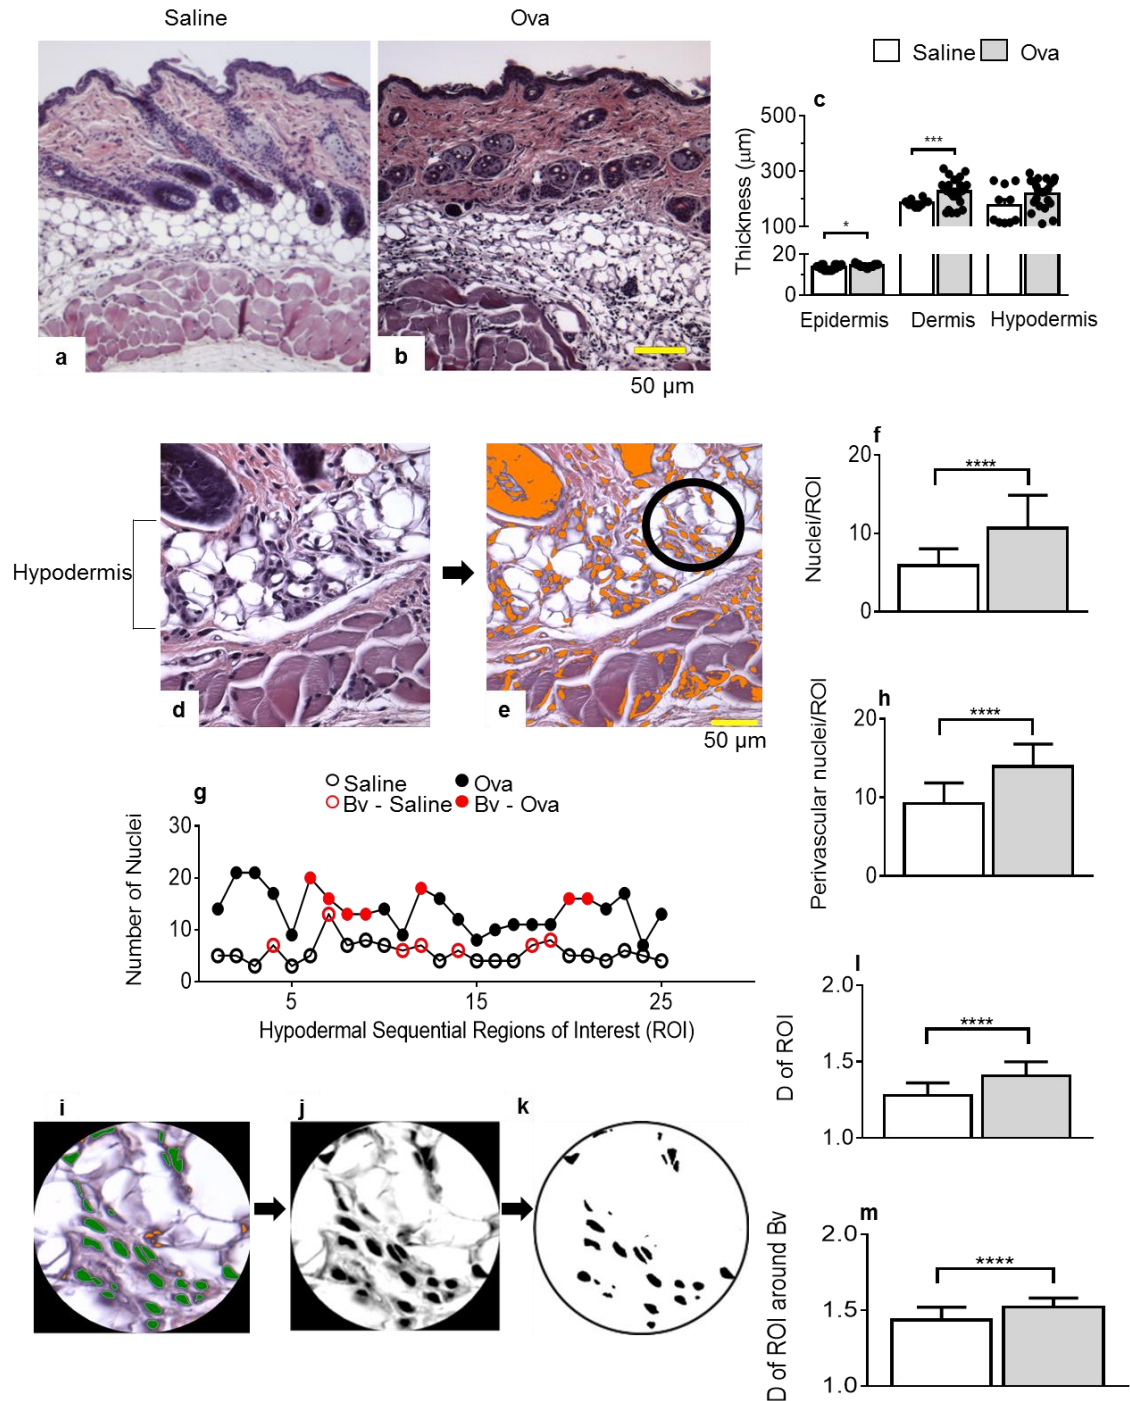 Saline
Ova
Saline
Ova
c
500
300
100
20
0
Thickness (μm)
***
*
Epidermis
Dermis
Hypodermis
a
b
50 μm
Hypodermis
d
e
50 μm
f
20
10
0
Nuclei/ROI
****
h
20
10
0
Perivascular nuclei/ROI
****
g
Saline
Ova
Bv - Saline
Bv - Ova
30
20
10
0
Number of Nuclei
5
15
25
Hypodermal Sequential Regions of Interest (ROI)
l
2.0
1.5
1.0
D of ROI
****
i
j
k
m
2.0
1.5
1.0
D of ROI around Bv
****